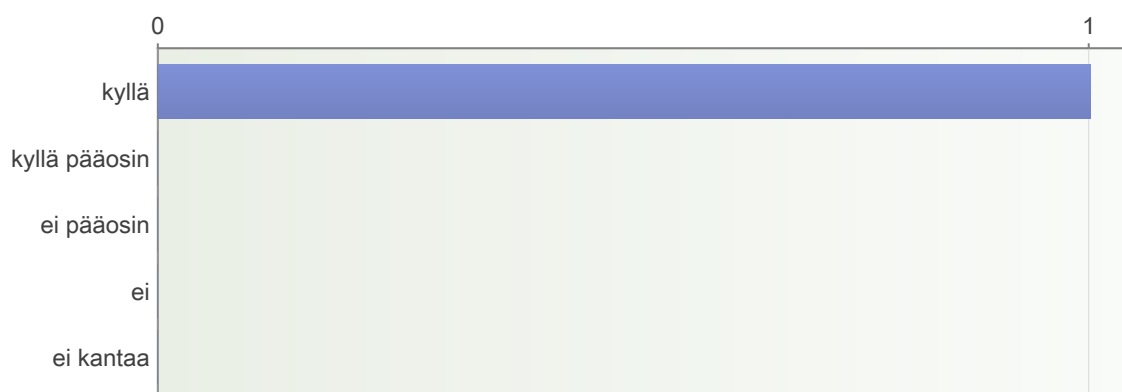 0 1
kyllä
kyllä pääosin
ei pääosin
ei
ei kantaa